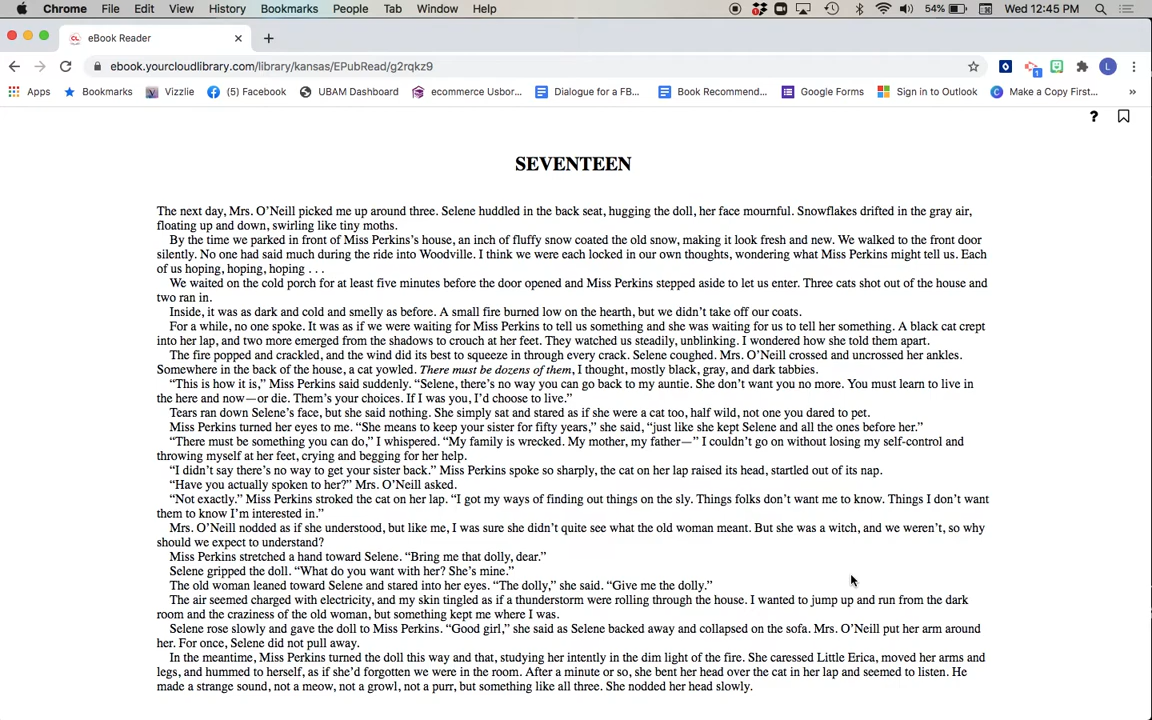 Chrome File Edit View History Bookmarks People Tab Window Help 54% Wed 12:45 PM
CL eBook Reader
ebook.yourcloudlibrary.com/library/kansas/EPubRead/g2rqkz9 1 L
Apps Bookmarks Vizzlie (5) Facebook UBAM Dashboard ecommerce Usbor... Dialogue for a FB... Book Recommend... Google Forms Sign in to Outlook Make a Copy First... »
?
SEVENTEEN
The next day, Mrs. O’Neill picked me up around three. Selene huddled in the back seat, hugging the doll, her face mournful. Snowflakes drifted in the gray air,
floating up and down, swirling like tiny moths.
By the time we parked in front of Miss Perkins’s house, an inch of fluffy snow coated the old snow, making it look fresh and new. We walked to the front door
silently. No one had said much during the ride into Woodville. I think we were each locked in our own thoughts, wondering what Miss Perkins might tell us. Each
of us hoping, hoping, hoping . . .
We waited on the cold porch for at least five minutes before the door opened and Miss Perkins stepped aside to let us enter. Three cats shot out of the house and
two ran in.
Inside, it was as dark and cold and smelly as before. A small fire burned low on the hearth, but we didn’t take off our coats.
For a while, no one spoke. It was as if we were waiting for Miss Perkins to tell us something and she was waiting for us to tell her something. A black cat crept
into her lap, and two more emerged from the shadows to crouch at her feet. They watched us steadily, unblinking. I wondered how she told them apart.
The fire popped and crackled, and the wind did its best to squeeze in through every crack. Selene coughed. Mrs. O’Neill crossed and uncrossed her ankles.
Somewhere in the back of the house, a cat yowled. There must be dozens of them, I thought, mostly black, gray, and dark tabbies.
“This is how it is,” Miss Perkins said suddenly. “Selene, there’s no way you can go back to my auntie. She don’t want you no more. You must learn to live in
the here and now—or die. Them’s your choices. If I was you, I’d choose to live.”
Tears ran down Selene’s face, but she said nothing. She simply sat and stared as if she were a cat too, half wild, not one you dared to pet.
Miss Perkins turned her eyes to me. “She means to keep your sister for fifty years,” she said, “just like she kept Selene and all the ones before her.”
“There must be something you can do,” I whispered. “My family is wrecked. My mother, my father—” I couldn’t go on without losing my self-control and
throwing myself at her feet, crying and begging for her help.
“I didn’t say there’s no way to get your sister back.” Miss Perkins spoke so sharply, the cat on her lap raised its head, startled out of its nap.
“Have you actually spoken to her?” Mrs. O’Neill asked.
“Not exactly.” Miss Perkins stroked the cat on her lap. “I got my ways of finding out things on the sly. Things folks don’t want me to know. Things I don’t want
them to know I’m interested in.”
Mrs. O’Neill nodded as if she understood, but like me, I was sure she didn’t quite see what the old woman meant. But she was a witch, and we weren’t, so why
should we expect to understand?
Miss Perkins stretched a hand toward Selene. “Bring me that dolly, dear.”
Selene gripped the doll. “What do you want with her? She’s mine.”
The old woman leaned toward Selene and stared into her eyes. “The dolly,” she said. “Give me the dolly.”
The air seemed charged with electricity, and my skin tingled as if a thunderstorm were rolling through the house. I wanted to jump up and run from the dark
room and the craziness of the old woman, but something kept me where I was.
Selene rose slowly and gave the doll to Miss Perkins. “Good girl,” she said as Selene backed away and collapsed on the sofa. Mrs. O’Neill put her arm around
her. For once, Selene did not pull away.
In the meantime, Miss Perkins turned the doll this way and that, studying her intently in the dim light of the fire. She caressed Little Erica, moved her arms and
legs, and hummed to herself, as if she’d forgotten we were in the room. After a minute or so, she bent her head over the cat in her lap and seemed to listen. He
made a strange sound, not a meow, not a growl, not a purr, but something like all three. She nodded her head slowly.